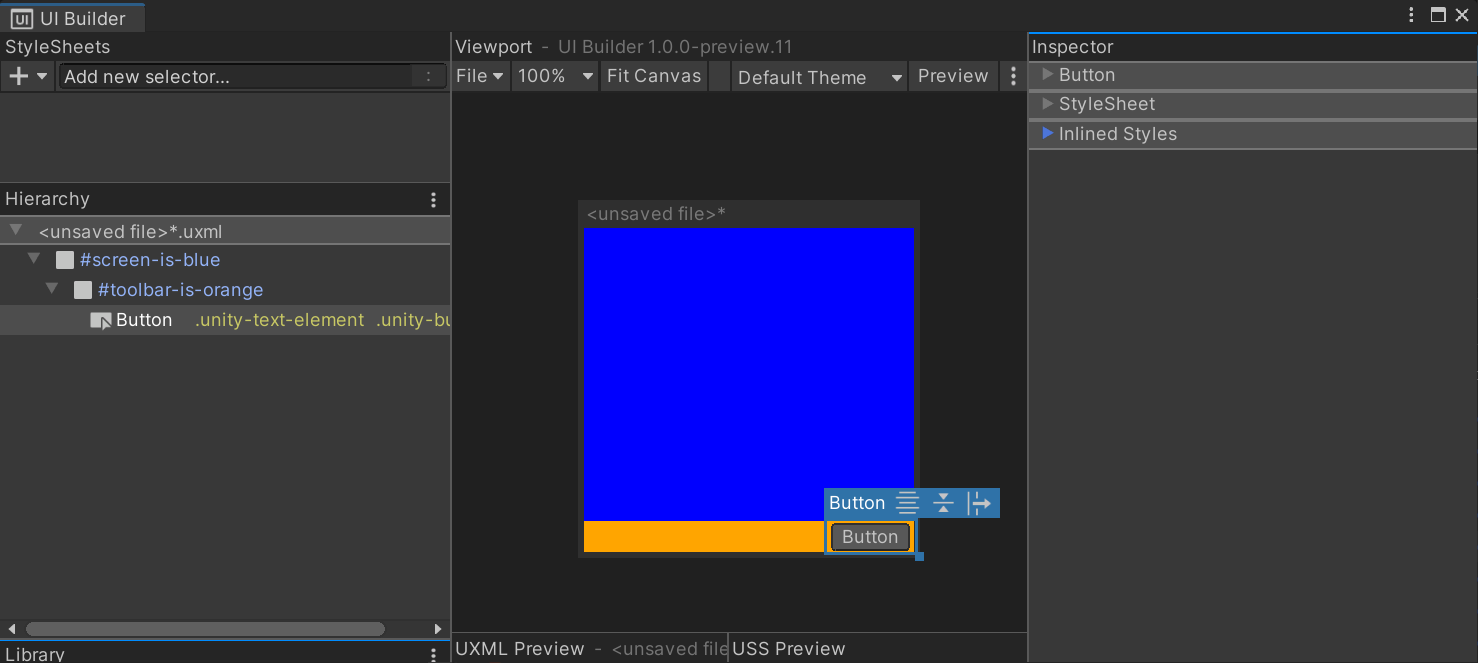 UI Builder
StyleSheets
Add new selector...
Hierarchy
<unsaved file>*.uxml
#screen-is-blue
#toolbar-is-orange
Button .unity-text-element .unity-bu
Library
Viewport - UI Builder 1.0.0-preview.11
File 100% Fit Canvas Default Theme Preview
<unsaved file>*
Button
Button
UXML Preview - <unsaved file
USS Preview
Inspector
Button
StyleSheet
Inlined Styles